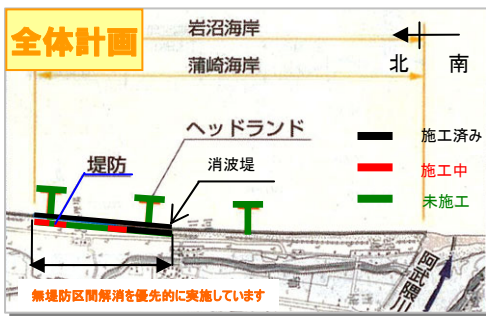 全体計画
岩沼海岸
蒲崎海岸
北 南
ヘッドランド
堤防
消波堤
施工済み
施工中
未施工
阿武隈川
無堤防区間解消を優先的に実施しています